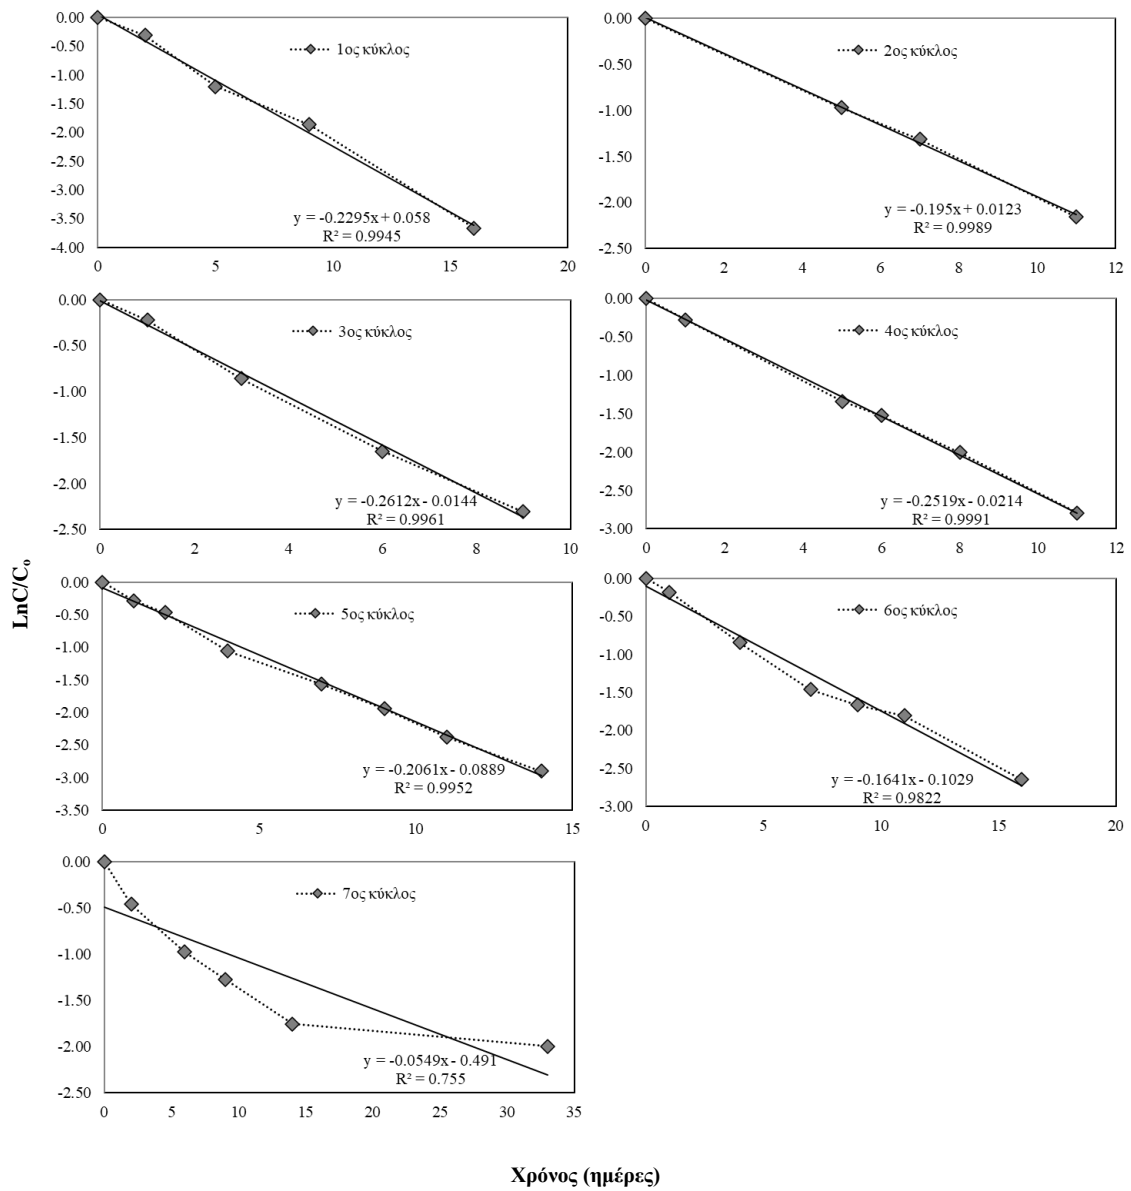 0.00
-0.50
-1.00
-1.50
-2.00
-2.50
-3.00
-3.50
-4.00
1ος κύκλος
y = -0.2295x + 0.058
R² = 0.9945
0 5 10 15 20
0.00
-0.50
-1.00
-1.50
-2.00
-2.50
2ος κύκλος
y = -0.195x + 0.0123
R² = 0.9989
0 2 4 6 8 10 12
0.00
-0.50
-1.00
-1.50
-2.00
-2.50
3ος κύκλος
y = -0.2612x - 0.0144
R² = 0.9961
0 2 4 6 8 10
0.00
-0.50
-1.00
-1.50
-2.00
-2.50
-3.00
4ος κύκλος
y = -0.2519x - 0.0214
R² = 0.9991
0 2 4 6 8 10 12
LnC/Cₒ
0.00
-0.50
-1.00
-1.50
-2.00
-2.50
-3.00
-3.50
5ος κύκλος
y = -0.2061x - 0.0889
R² = 0.9952
0 5 10 15
0.00
-0.50
-1.00
-1.50
-2.00
-2.50
-3.00
6ος κύκλος
y = -0.1641x - 0.1029
R² = 0.9822
0 5 10 15 20
0.00
-0.50
-1.00
-1.50
-2.00
-2.50
7ος κύκλος
y = -0.0549x - 0.491
R² = 0.755
0 5 10 15 20 25 30 35
Χρόνος (ημέρες)